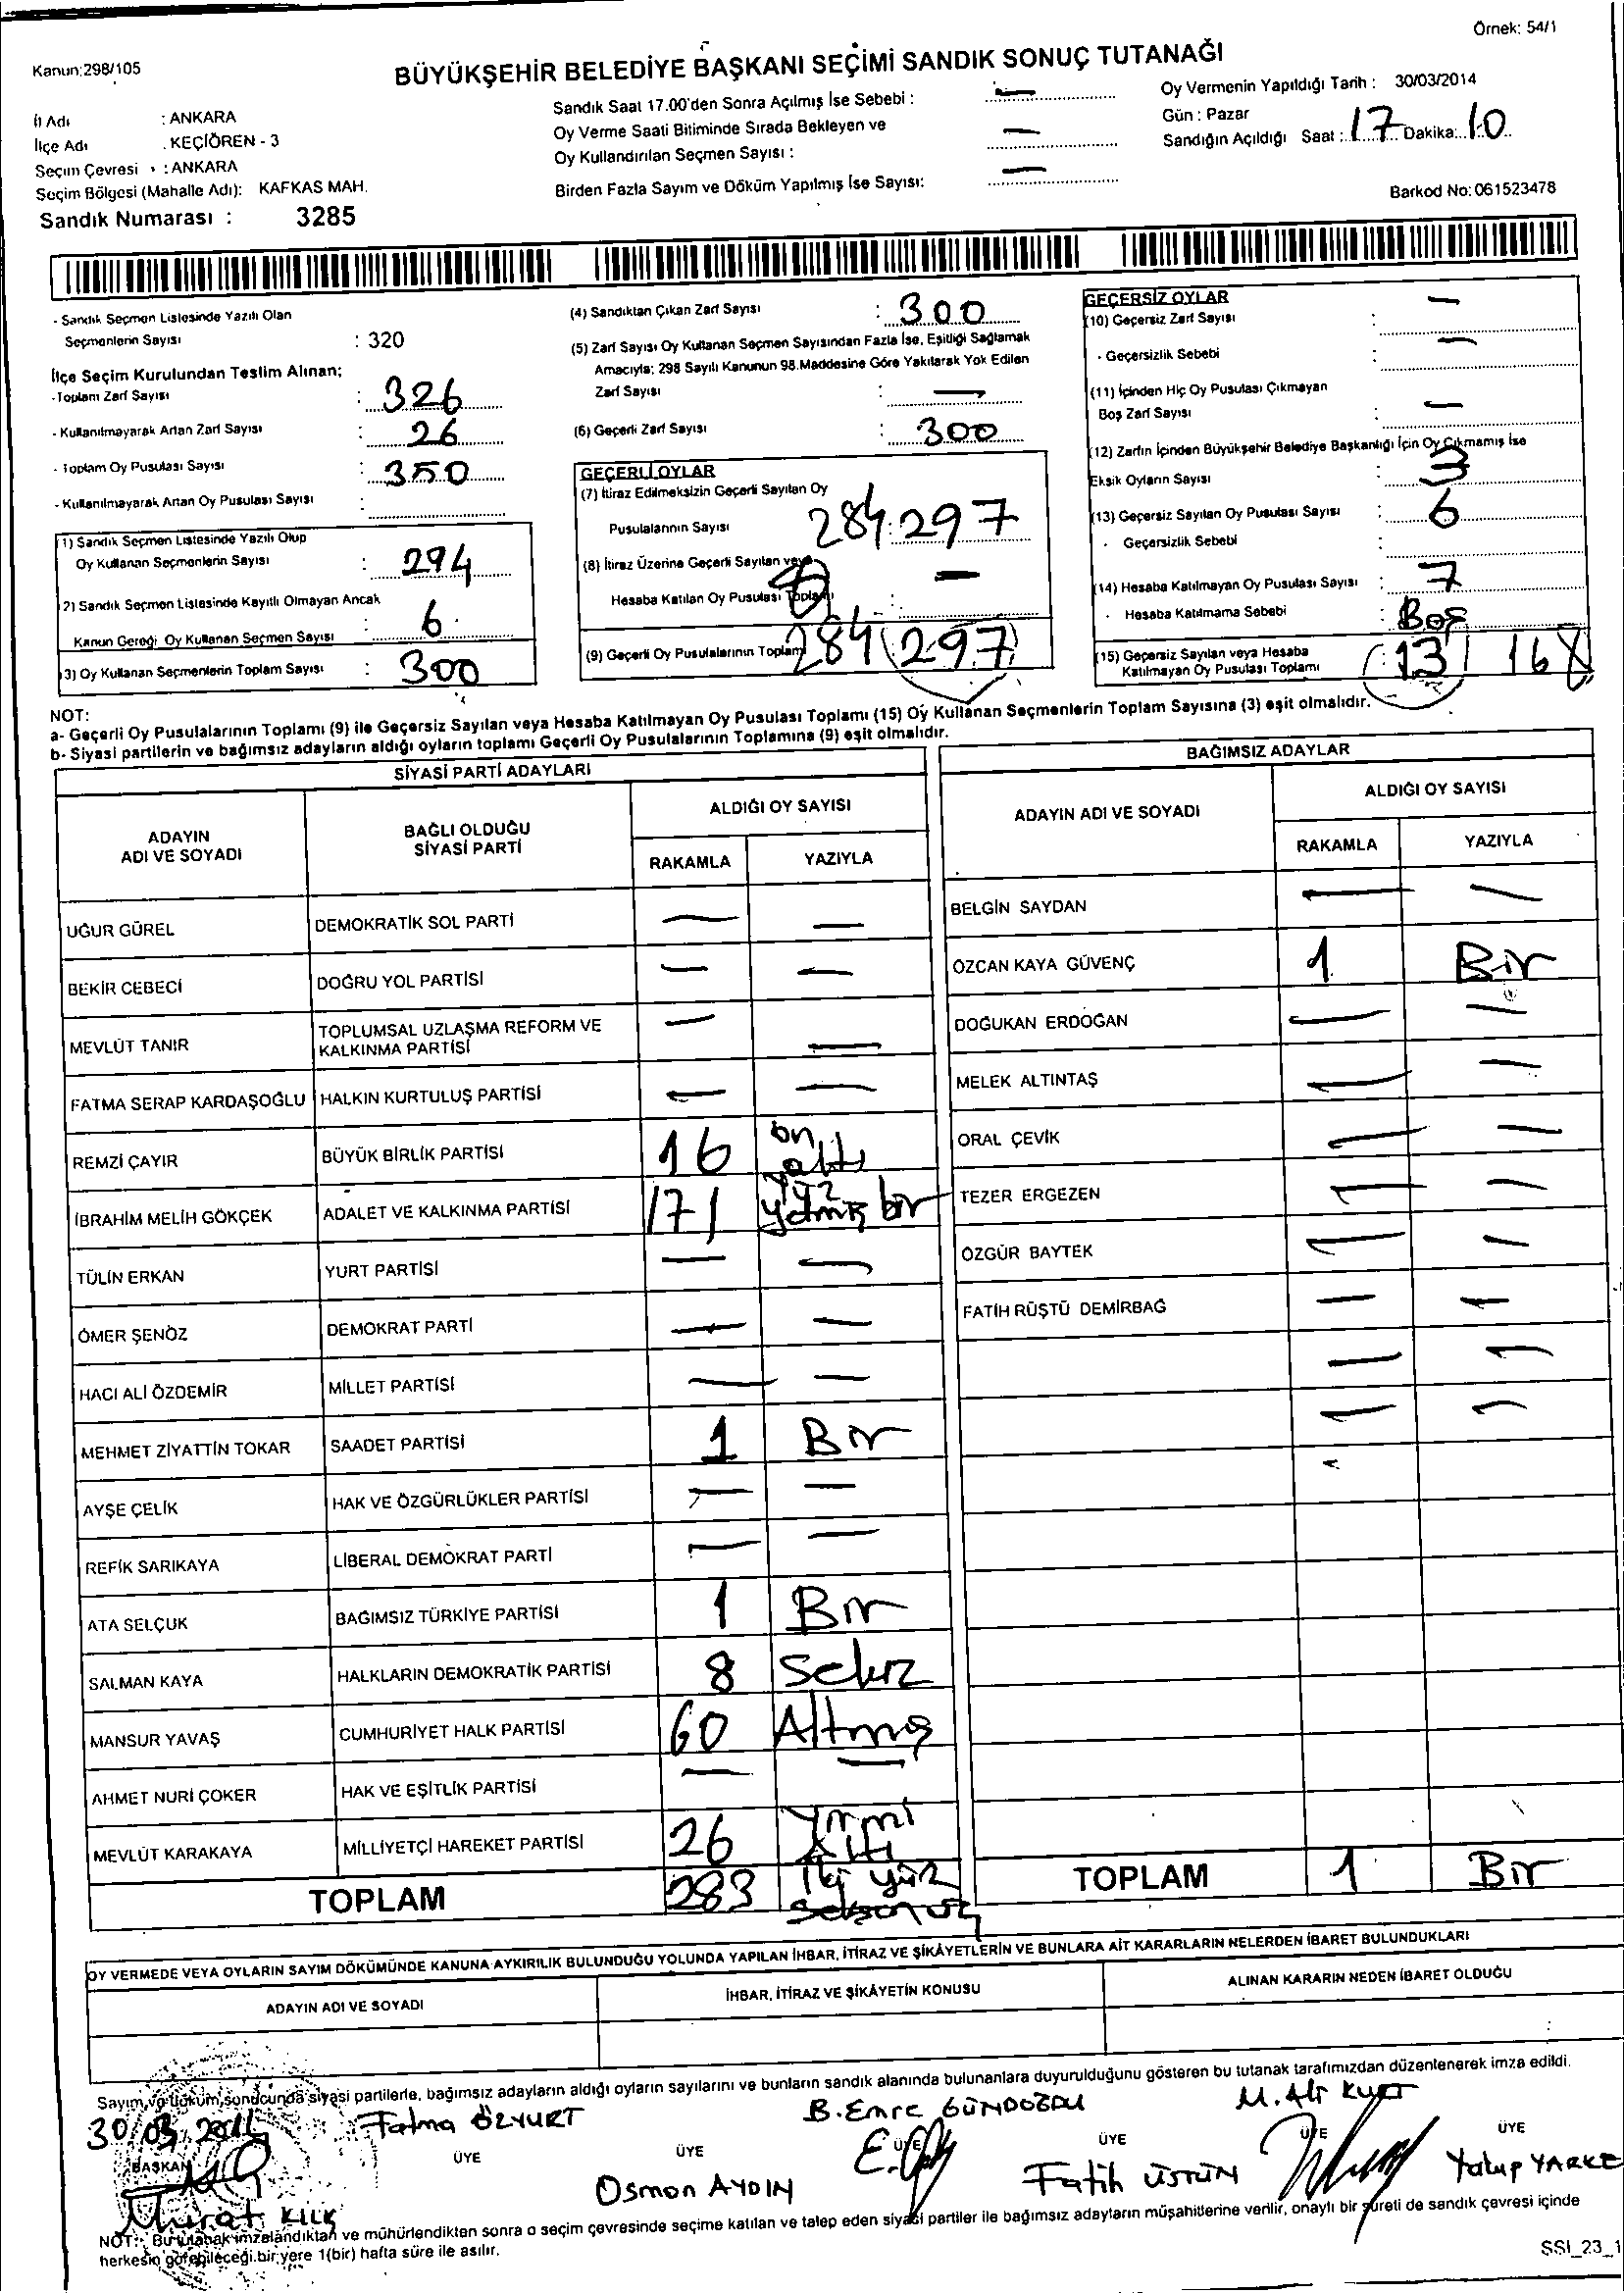 Örnek: 54/1
Kanun:298/105
BÜYÜKŞEHİR BELEDİYE BAŞKANI SEÇİMİ SANDIK SONUÇ TUTANAĞI
İl Adı : ANKARA
İlçe Adı : KEÇİÖREN - 3
Seçim Çevresi : ANKARA
Seçim Bölgesi (Mahalle Adı): KAFKAS MAH.
Sandık Numarası : 3285
Sandık Saat 17.00'den Sonra Açılmış İse Sebebi : —
Oy Verme Saati Bitiminde Sırada Bekleyen ve
Oy Kullandırılan Seçmen Sayısı : —
Birden Fazla Sayım ve Döküm Yapılmış İse Sayısı: —
Oy Vermenin Yapıldığı Tarih : 30/03/2014
Gün : Pazar
Sandığın Açıldığı Saat : 17 Dakika: 10
Barkod No: 061523478
- Sandık Seçmen Listesinde Yazılı Olan
Seçmenlerin Sayısı : 320
İlçe Seçim Kurulundan Teslim Alınan;
- Toplam Zarf Sayısı : 326
- Kullanılmayarak Artan Zarf Sayısı : 26
- Toplam Oy Pusulası Sayısı : 350
- Kullanılmayarak Artan Oy Pusulası Sayısı :
1) Sandık Seçmen Listesinde Yazılı Olup
Oy Kullanan Seçmenlerin Sayısı : 294
2) Sandık Seçmen Listesinde Kayıtlı Olmayan Ancak
Kanun Gereği Oy Kullanan Seçmen Sayısı : 6
3) Oy Kullanan Seçmenlerin Toplam Sayısı : 300
(4) Sandıktan Çıkan Zarf Sayısı : 300
(5) Zarf Sayısı Oy Kullanan Seçmen Sayısından Fazla İse, Eşitliği Sağlamak
Amacıyla; 298 Sayılı Kanunun 98.Maddesine Göre Yakılarak Yok Edilen
Zarf Sayısı : —
(6) Geçerli Zarf Sayısı : 300
GEÇERLİ OYLAR
(7) İtiraz Edilmeksizin Geçerli Sayılan Oy
Pusulalarının Sayısı 284 : 297
(8) İtiraz Üzerine Geçerli Sayılan veya
Hesaba Katılan Oy Pusulası Toplamı : —
(9) Geçerli Oy Pusulalarının Toplamı 284 (297)
GEÇERSİZ OYLAR
(10) Geçersiz Zarf Sayısı : —
- Geçersizlik Sebebi : —
(11) İçinden Hiç Oy Pusulası Çıkmayan
Boş Zarf Sayısı : —
(12) Zarfın İçinden Büyükşehir Belediye Başkanlığı İçin Oy Çıkmamış İse
Eksik Oyların Sayısı : 3
(13) Geçersiz Sayılan Oy Pusulası Sayısı : 6
- Geçersizlik Sebebi :
(14) Hesaba Katılmayan Oy Pusulası Sayısı : 7
- Hesaba Katılmama Sebebi : Boş
(15) Geçersiz Sayılan veya Hesaba
Katılmayan Oy Pusulası Toplamı (13) 16
NOT:
a- Geçerli Oy Pusulalarının Toplamı (9) ile Geçersiz Sayılan veya Hesaba Katılmayan Oy Pusulası Toplamı (15) Oy Kullanan Seçmenlerin Toplam Sayısına (3) eşit olmalıdır.
b- Siyasi partilerin ve bağımsız adayların aldığı oyların toplamı Geçerli Oy Pusulalarının Toplamına (9) eşit olmalıdır.
SİYASİ PARTİ ADAYLARI
ADAYIN ADI VE SOYADI BAĞLI OLDUĞU SİYASİ PARTİ ALDIĞI OY SAYISI
RAKAMLA YAZIYLA
UĞUR GÜREL DEMOKRATİK SOL PARTİ — —
BEKİR CEBECİ DOĞRU YOL PARTİSİ — —
MEVLÜT TANIR TOPLUMSAL UZLAŞMA REFORM VE KALKINMA PARTİSİ — —
FATMA SERAP KARDAŞOĞLU HALKIN KURTULUŞ PARTİSİ — —
REMZİ ÇAYIR BÜYÜK BİRLİK PARTİSİ 16 on altı
İBRAHİM MELİH GÖKÇEK ADALET VE KALKINMA PARTİSİ 171 yüz yetmiş bir
TÜLİN ERKAN YURT PARTİSİ — —
ÖMER ŞENÖZ DEMOKRAT PARTİ — —
HACI ALİ ÖZDEMİR MİLLET PARTİSİ — —
MEHMET ZİYATTİN TOKAR SAADET PARTİSİ 1 Bir
AYŞE ÇELİK HAK VE ÖZGÜRLÜKLER PARTİSİ — —
REFİK SARIKAYA LİBERAL DEMOKRAT PARTİ — —
ATA SELÇUK BAĞIMSIZ TÜRKİYE PARTİSİ 1 Bir
SALMAN KAYA HALKLARIN DEMOKRATİK PARTİSİ 8 Sekiz
MANSUR YAVAŞ CUMHURİYET HALK PARTİSİ 60 Altmış
AHMET NURİ ÇOKER HAK VE EŞİTLİK PARTİSİ — —
MEVLÜT KARAKAYA MİLLİYETÇİ HAREKET PARTİSİ 26 Yirmi Altı
TOPLAM 283 İki yüz seksen üç
BAĞIMSIZ ADAYLAR
ADAYIN ADI VE SOYADI ALDIĞI OY SAYISI
RAKAMLA YAZIYLA
BELGİN SAYDAN — —
ÖZCAN KAYA GÜVENÇ 1 Bir
DOĞUKAN ERDOĞAN — —
MELEK ALTINTAŞ — —
ORAL ÇEVİK — —
TEZER ERGEZEN — —
ÖZGÜR BAYTEK — —
FATİH RÜŞTÜ DEMİRBAĞ — —
— —
— —
TOPLAM 1 Bir
OY VERMEDE VEYA OYLARIN SAYIM DÖKÜMÜNDE KANUNA AYKIRILIK BULUNDUĞU YOLUNDA YAPILAN İHBAR, İTİRAZ VE ŞİKÂYETLERİN VE BUNLARA AİT KARARLARIN NELERDEN İBARET BULUNDUKLARI
ADAYIN ADI VE SOYADI İHBAR, İTİRAZ VE ŞİKÂYETİN KONUSU ALINAN KARARIN NEDEN İBARET OLDUĞU
Sayım ve döküm sonucunda siyasi partilerle, bağımsız adayların aldığı oyların sayılarını ve bunların sandık alanında bulunanlara duyurulduğunu gösteren bu tutanak tarafımızdan düzenlenerek imza edildi.
30/03/2014 Fatma ÖZYURT B.Emre GÜNDOĞDU M. Ali KURT
BAŞKAN ÜYE ÜYE ÜYE ÜYE ÜYE ÜYE
Murat KILIÇ Osman AYDIN Fatih ÜSTÜN Yakup YARKE
NOT: Bu tutanak imzalandıktan ve mühürlendikten sonra o seçim çevresinde seçime katılan ve talep eden siyasi partiler ile bağımsız adayların müşahitlerine verilir, onaylı bir sureti de sandık çevresi içinde
herkesin görebileceği bir yere 1(bir) hafta süre ile asılır.
SSI_23_1